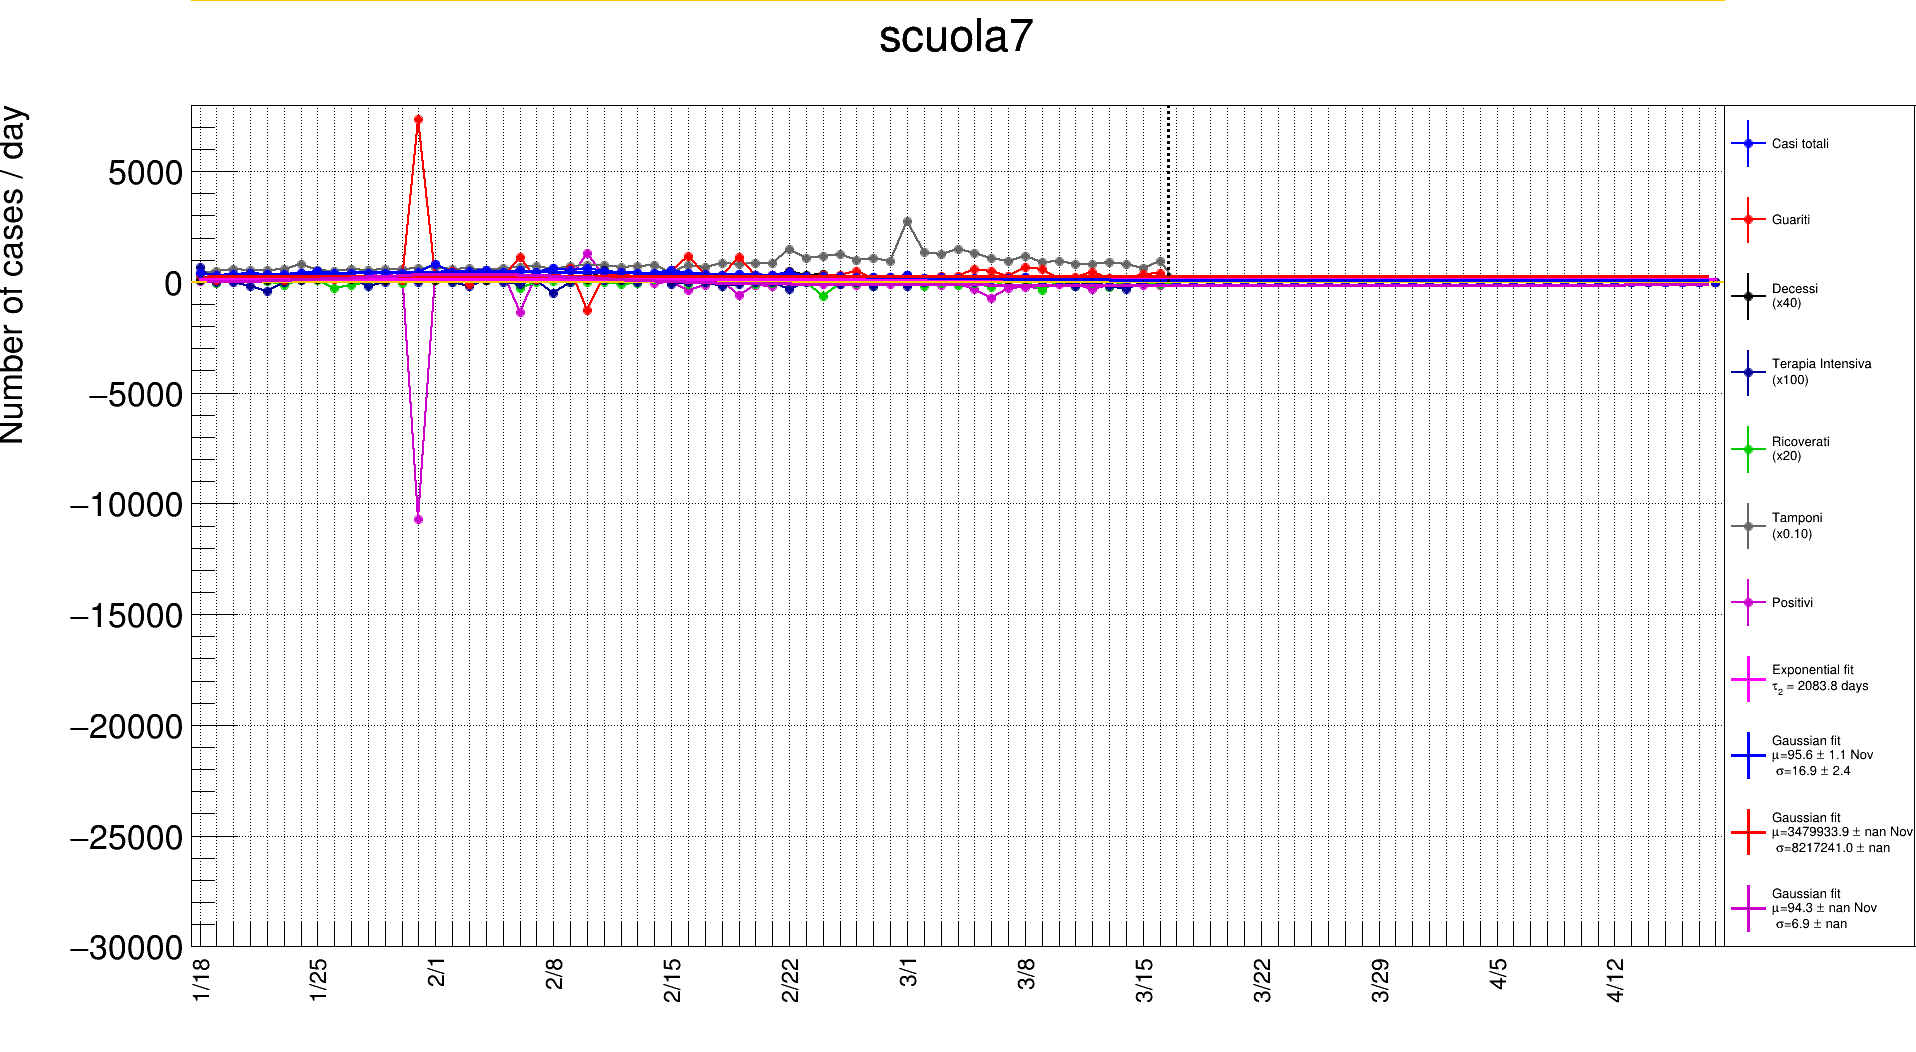 scuola7
Number of cases / day
5000
0
−5000
−10000
−15000
−20000
−25000
−30000
1/18
1/25
2/1
2/8
2/15
2/22
3/1
3/8
3/15
3/22
3/29
4/5
4/12
Casi totali
Guariti
Decessi
(x40)
Terapia Intensiva
(x100)
Ricoverati
(x20)
Tamponi
(x0.10)
Positivi
Exponential fit
τ2 = 2083.8 days
Gaussian fit
μ=95.6 ± 1.1 Nov
σ=16.9 ± 2.4
Gaussian fit
μ=3479933.9 ± nan Nov
σ=8217241.0 ± nan
Gaussian fit
μ=94.3 ± nan Nov
σ=6.9 ± nan